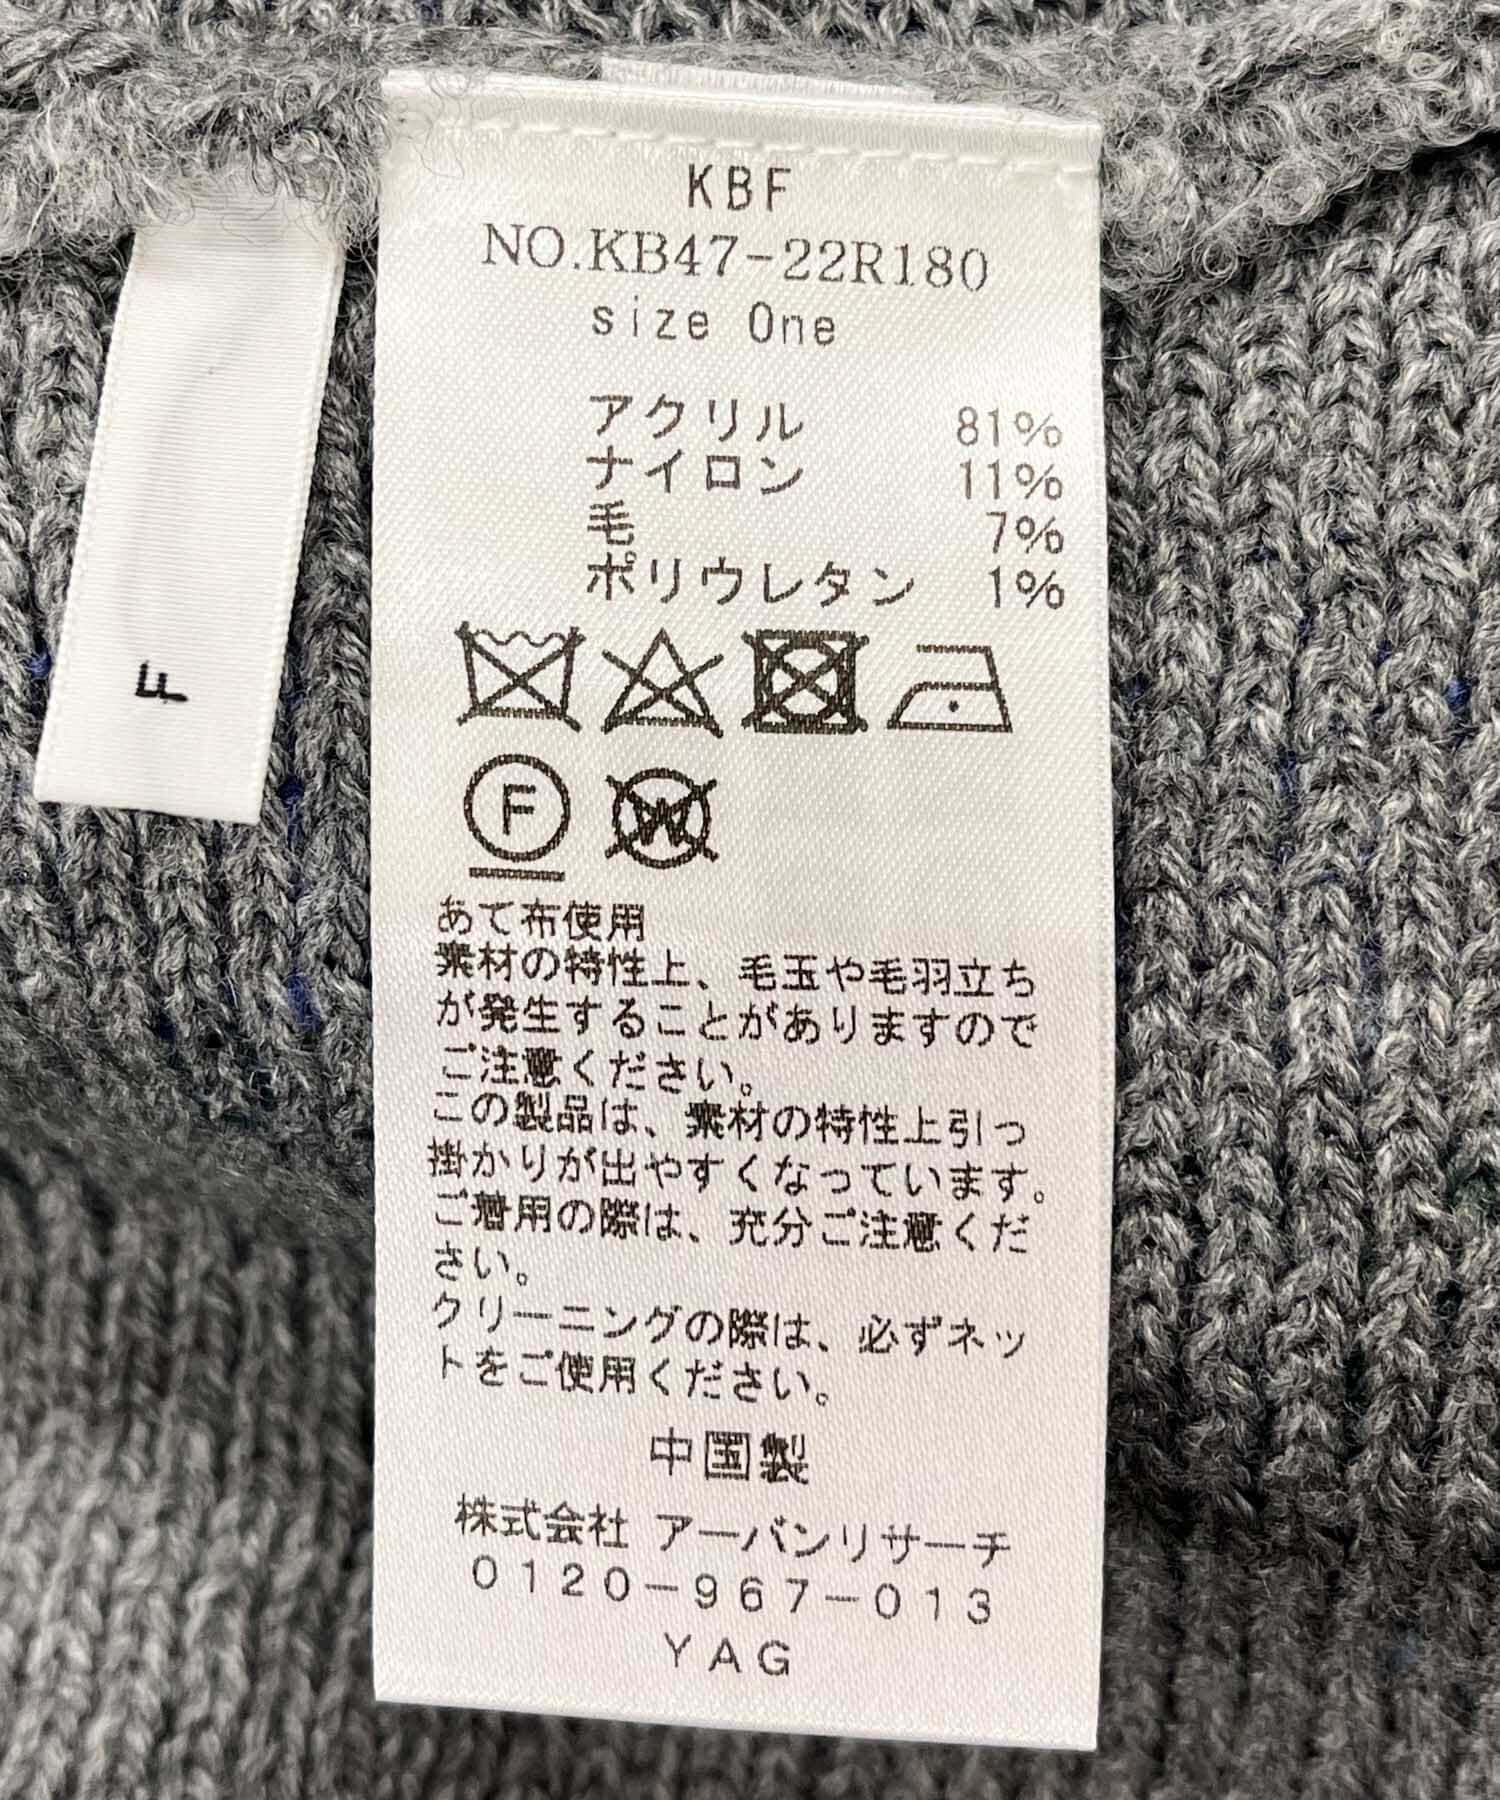 KBF
NO.KB47-22R180
size One
アクリル 81%
ナイロン 11%
毛 7%
ポリウレタン 1%
F
F
W
あて布使用
素材の特性上、毛玉や毛羽立ち
が発生することがありますので
ご注意ください。
この製品は、素材の特性上引っ
掛かりが出やすくなっています。
ご着用の際は、充分ご注意くだ
さい。
クリーニングの際は、必ずネッ
トをご使用ください。
中国製
株式会社 アーバンリサーチ
0120-967-013
YAG